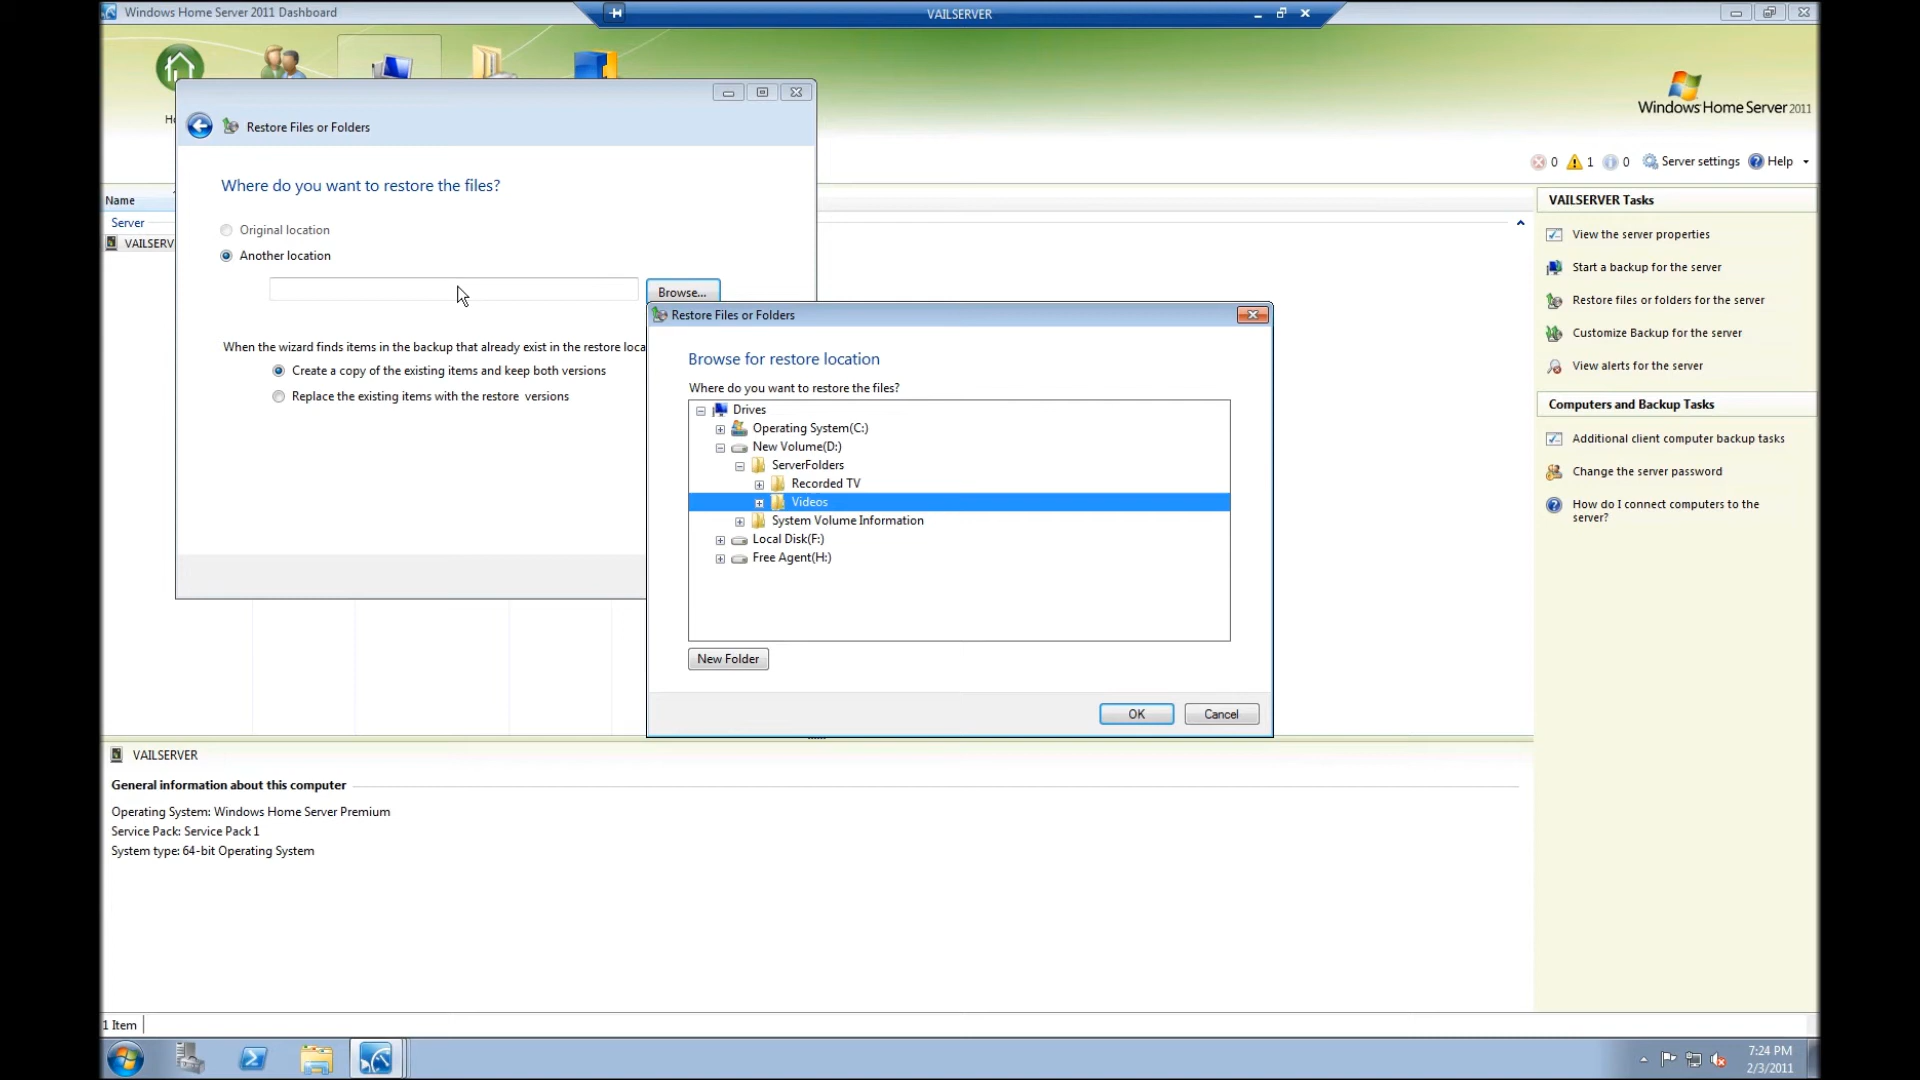 Windows Home Server 2011 Dashboard
VAILSERVER
Windows Home Server 2011
0 1 0 Server settings Help
Restore Files or Folders
Where do you want to restore the files?
Original location
Another location
Browse...
When the wizard finds items in the backup that already exist in the restore loca
Create a copy of the existing items and keep both versions
Replace the existing items with the restore versions
Name
Server
VAILSERV
Restore Files or Folders
Browse for restore location
Where do you want to restore the files?
Drives
Operating System(C:)
New Volume(D:)
ServerFolders
Recorded TV
Videos
System Volume Information
Local Disk(F:)
Free Agent(H:)
New Folder
OK Cancel
VAILSERVER Tasks
View the server properties
Start a backup for the server
Restore files or folders for the server
Customize Backup for the server
View alerts for the server
Computers and Backup Tasks
Additional client computer backup tasks
Change the server password
How do I connect computers to the
server?
VAILSERVER
General information about this computer
Operating System: Windows Home Server Premium
Service Pack: Service Pack 1
System type: 64-bit Operating System
1 Item
7:24 PM
2/3/2011